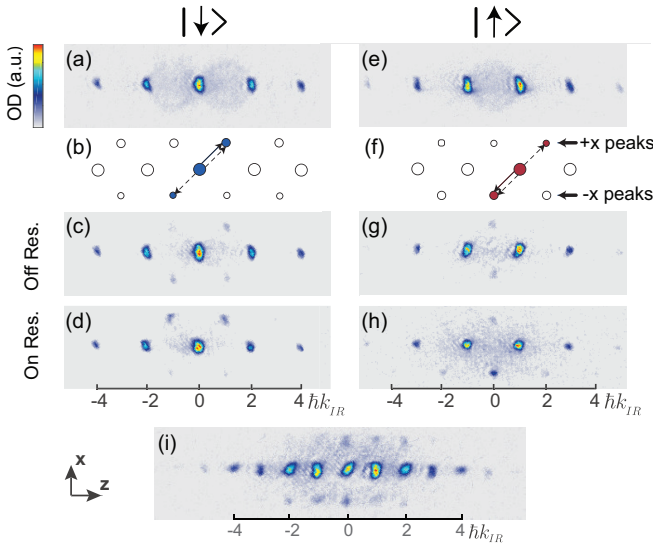 |↓⟩ |↑⟩
OD (a.u.)
(a) (e)
(b) (f) +x peaks
-x peaks
Off Res. (c) (g)
On Res. (d) (h)
-4 -2 0 2 4 ħk_IR -4 -2 0 2 4 ħk_IR
(i)
x
z
-4 -2 0 2 4 ħk_IR